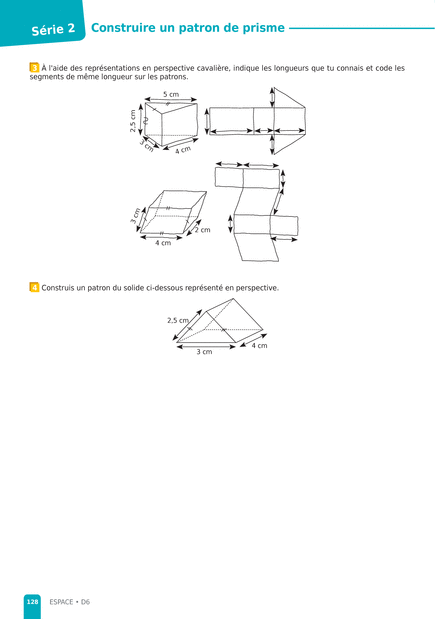 Série 2
Construire un patron de prisme
3 À l'aide des représentations en perspective cavalière, indique les longueurs que tu connais et code les
segments de même longueur sur les patrons.
5 cm
2,5 cm
3 cm
4 cm
3 cm
2 cm
4 cm
4 Construis un patron du solide ci-dessous représenté en perspective.
2,5 cm
4 cm
3 cm
128 ESPACE • D6